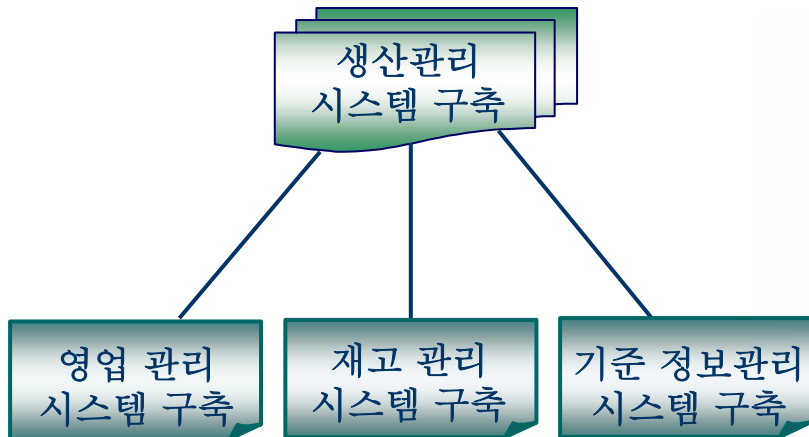 생산관리
시스템 구축
영업 관리
시스템 구축
재고 관리
시스템 구축
기준 정보관리
시스템 구축